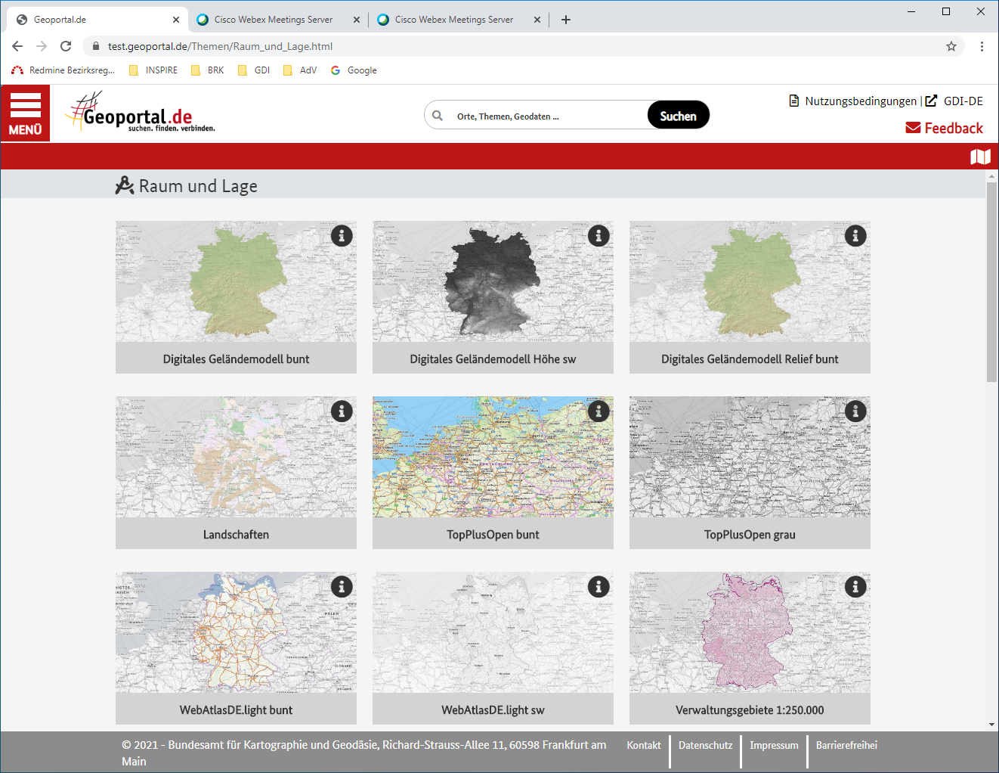 Geoportal.de
Cisco Webex Meetings Server
Cisco Webex Meetings Server
test.geoportal.de/Themen/Raum_und_Lage.html
Redmine Bezirksreg...
INSPIRE
BRK
GDI
AdV
Google
MENÜ
Geoportal.de
suchen. finden. verbinden.
Orte, Themen, Geodaten ...
Suchen
Nutzungsbedingungen | GDI-DE
Feedback
Raum und Lage
Digitales Geländemodell bunt
Digitales Geländemodell Höhe sw
Digitales Geländemodell Relief bunt
Landschaften
TopPlusOpen bunt
TopPlusOpen grau
WebAtlasDE.light bunt
WebAtlasDE.light sw
Verwaltungsgebiete 1:250.000
© 2021 - Bundesamt für Kartographie und Geodäsie, Richard-Strauss-Allee 11, 60598 Frankfurt am
Main
Kontakt
Datenschutz
Impressum
Barrierefreihei